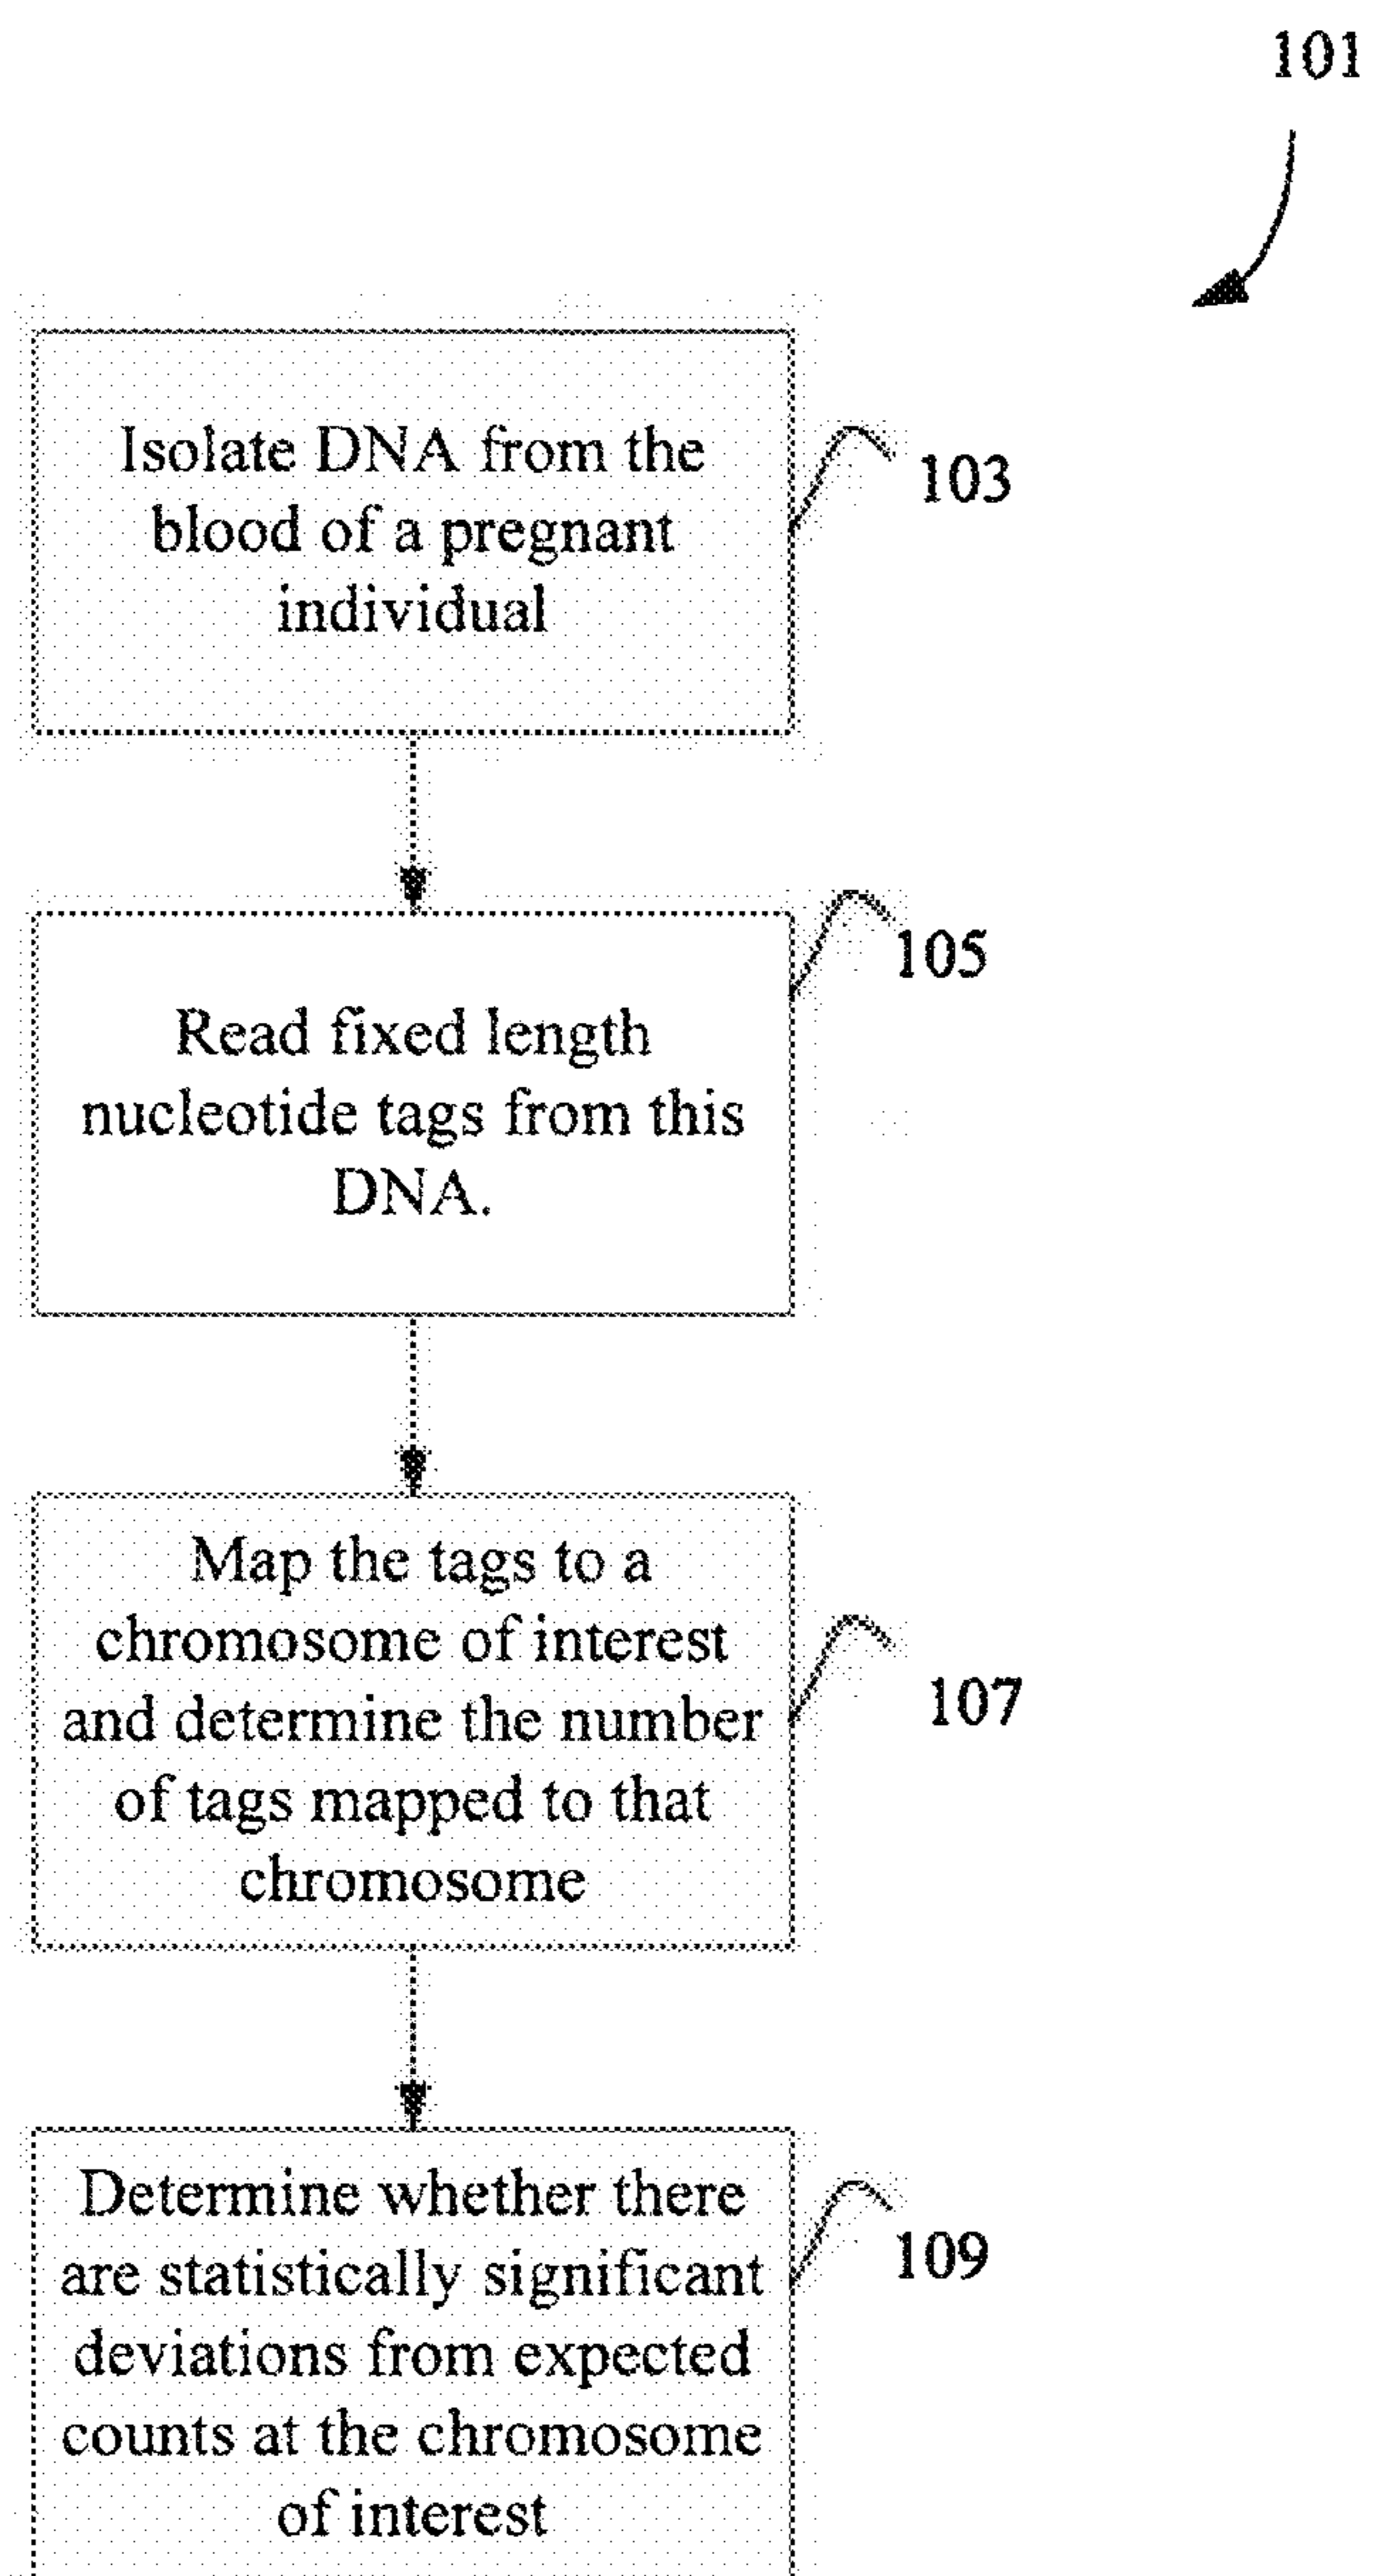 101
Isolate DNA from the
blood of a pregnant
individual
103
Read fixed length
nucleotide tags from this
DNA.
105
Map the tags to a
chromosome of interest
and determine the number
of tags mapped to that
chromosome
107
Determine whether there
are statistically significant
deviations from expected
counts at the chromosome
of interest
109